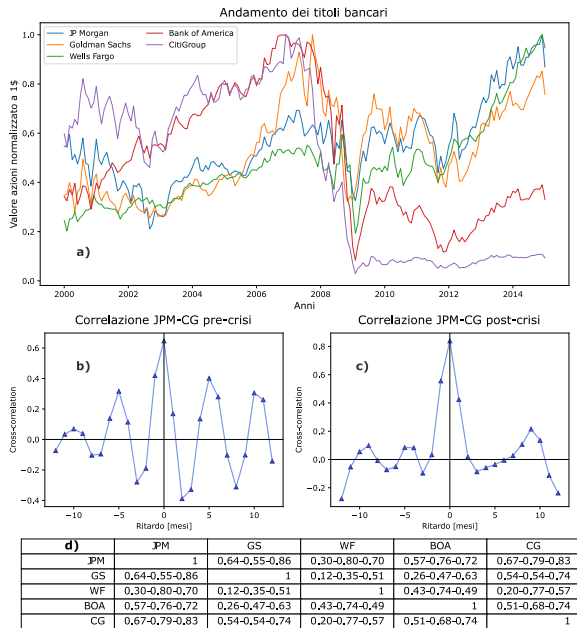 Andamento dei titoli bancari
JP Morgan
Goldman Sachs
Wells Fargo
Bank of America
CitiGroup
Valore azioni normalizzato a 1$
1.0
0.8
0.6
0.4
0.2
0.0
a)
2000 2002 2004 2006 2008 2010 2012 2014
Anni
Correlazione JPM-CG pre-crisi
b)
Cross-correlation
0.6
0.4
0.2
0.0
−0.2
−0.4
−10 −5 0 5 10
Ritardo [mesi]
Correlazione JPM-CG post-crisi
c)
Cross-correlation
0.8
0.6
0.4
0.2
0.0
−0.2
−10 −5 0 5 10
Ritardo [mesi]
d) JPM GS WF BOA CG
JPM 1 0.64-0.55-0.86 0.30-0.80-0.70 0.57-0.76-0.72 0.67-0.79-0.83
GS 0.64-0.55-0.86 1 0.12-0.35-0.51 0.26-0.47-0.63 0.54-0.54-0.74
WF 0.30-0.80-0.70 0.12-0.35-0.51 1 0.43-0.74-0.49 0.20-0.77-0.57
BOA 0.57-0.76-0.72 0.26-0.47-0.63 0.43-0.74-0.49 1 0.51-0.68-0.74
CG 0.67-0.79-0.83 0.54-0.54-0.74 0.20-0.77-0.57 0.51-0.68-0.74 1